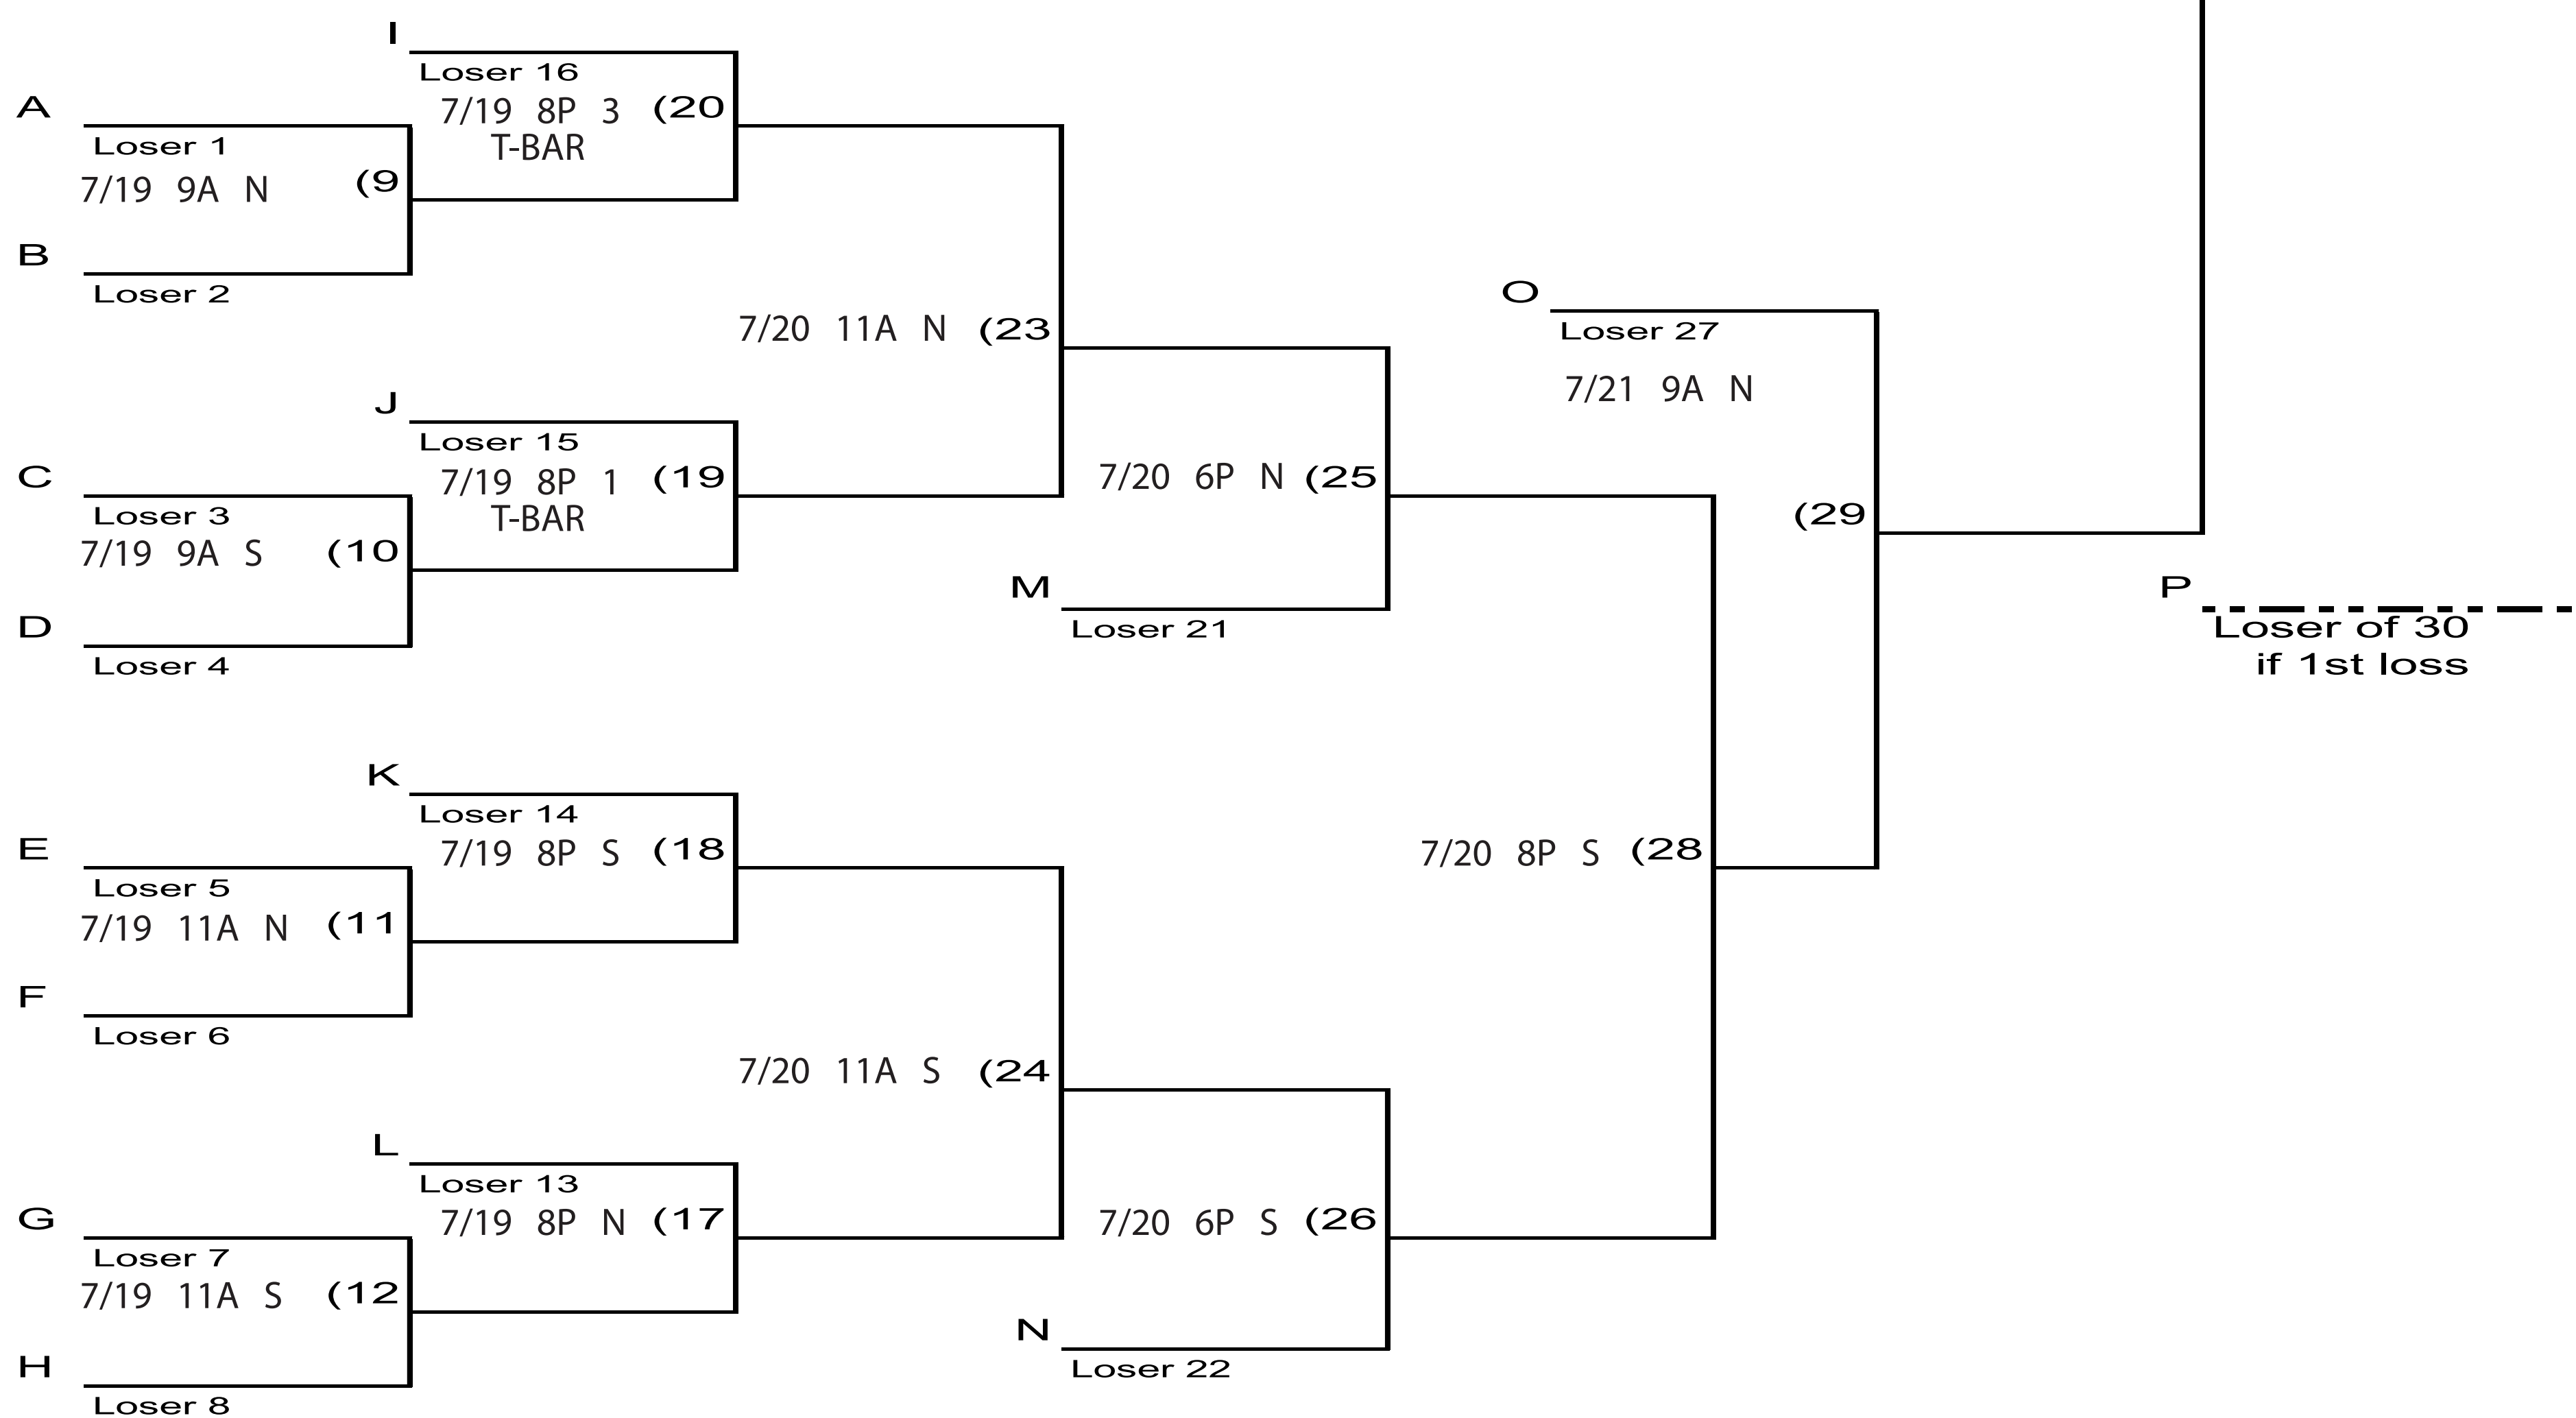 I
Loser 16
A
7/19 8P 3 (20
T-BAR
Loser 1
7/19 9A N (9
B
Loser 2
O
7/20 11A N (23
Loser 27
7/21 9A N
J
Loser 15
C
7/19 8P 1 (19
7/20 6P N (25
Loser 3
T-BAR
(29
7/19 9A S (10
M
P
D
Loser 21
Loser of 30
Loser 4
if 1st loss
K
Loser 14
E
7/19 8P S (18
7/20 8P S (28
Loser 5
7/19 11A N (11
F
Loser 6
7/20 11A S (24
L
Loser 13
G
7/19 8P N (17
7/20 6P S (26
Loser 7
7/19 11A S (12
N
H
Loser 22
Loser 8